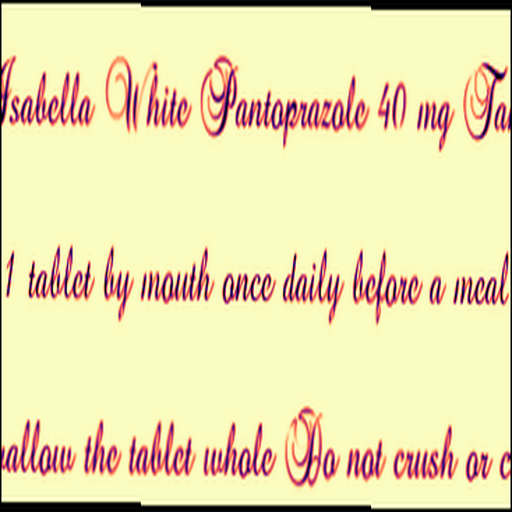 Isabella White Pantoprazole 40 mg
1 tablet by mouth once daily before a meal
the tablet whole Do not crush or